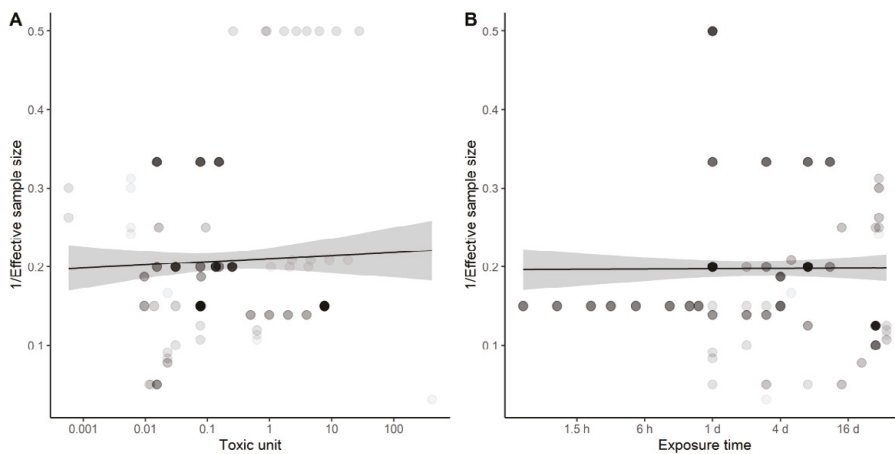 A
0.5
0.4
0.3
0.2
0.1
1/Effective sample size
0.001 0.01 0.1 1 10 100
Toxic unit
B
0.5
0.4
0.3
0.2
0.1
1/Effective sample size
1.5 h 6 h 1 d 4 d 16 d
Exposure time